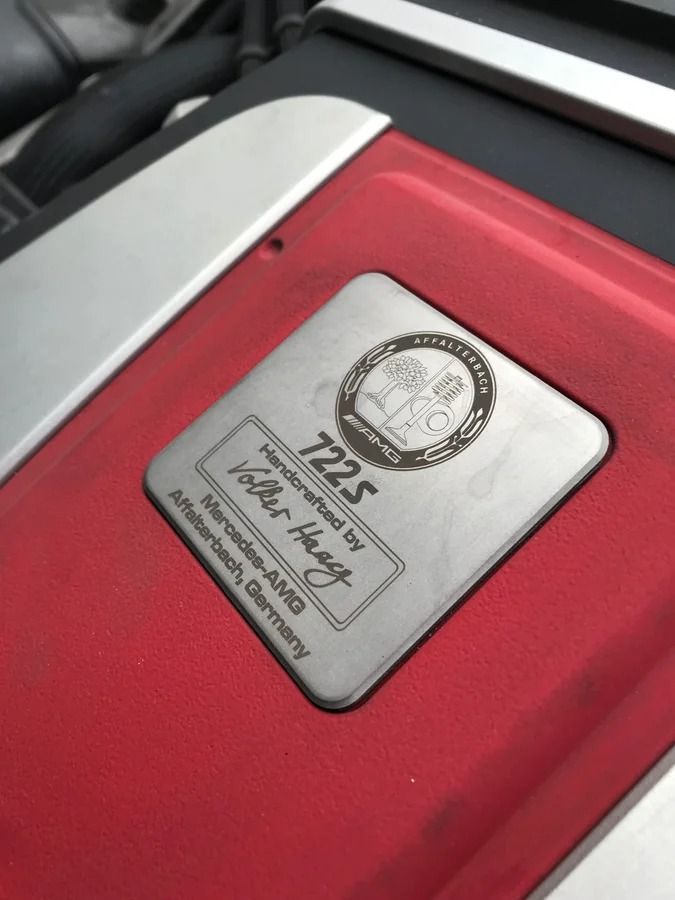 AFFALTERBACH
AMG
722S
Handcrafted by
Volker Haag
Mercedes-AMG
Affalterbach, Germany